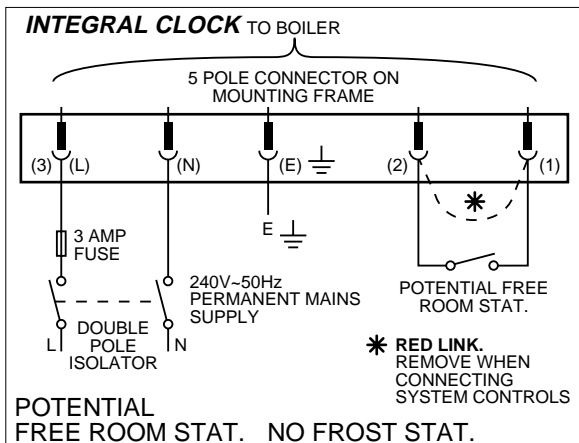 INTEGRAL CLOCK TO BOILER
5 POLE CONNECTOR ON
MOUNTING FRAME
(3) (L) (N) (E) (2) (1)
E
3 AMP
FUSE
240V~50Hz
PERMANENT MAINS
SUPPLY
DOUBLE
POLE
ISOLATOR
L N
POTENTIAL FREE
ROOM STAT.
RED LINK.
REMOVE WHEN
CONNECTING
SYSTEM CONTROLS
POTENTIAL
FREE ROOM STAT. NO FROST STAT.